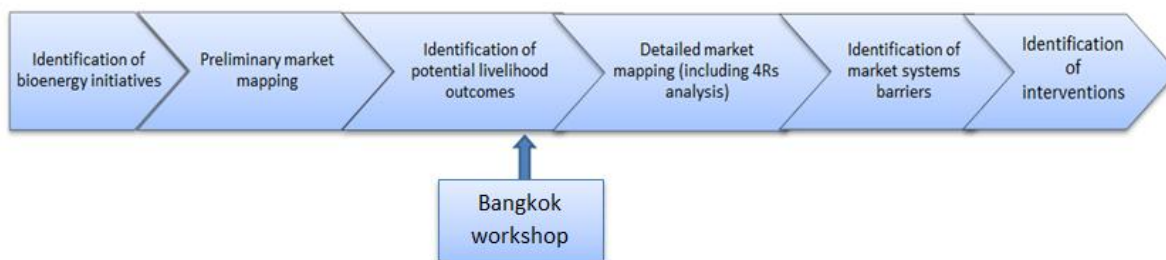 Identification of
bioenergy initiatives
Preliminary market
mapping
Identification of
potential livelihood
outcomes
Detailed market
mapping (including 4Rs
analysis)
Identification of
market systems
barriers
Identification
of
interventions
Bangkok
workshop